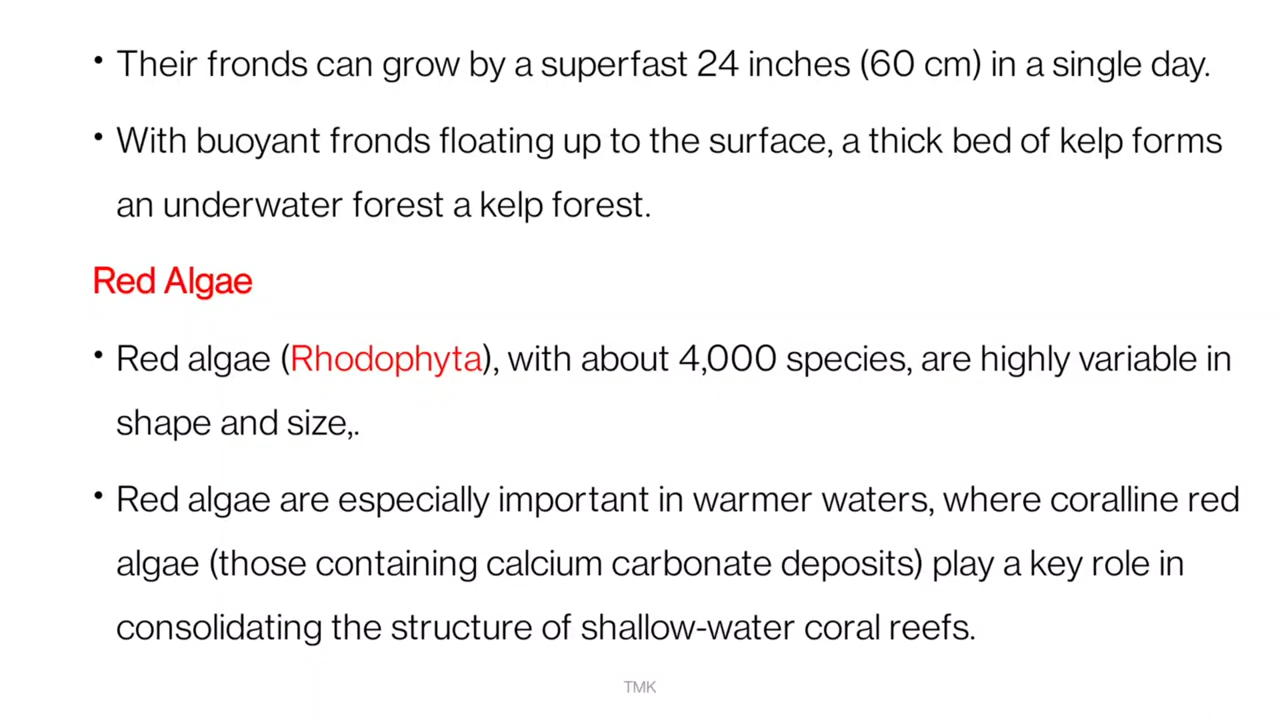 • Their fronds can grow by a superfast 24 inches (60 cm) in a single day.
• With buoyant fronds floating up to the surface, a thick bed of kelp forms
an underwater forest a kelp forest.
Red Algae
• Red algae (Rhodophyta), with about 4,000 species, are highly variable in
shape and size,.
• Red algae are especially important in warmer waters, where coralline red
algae (those containing calcium carbonate deposits) play a key role in
consolidating the structure of shallow-water coral reefs.
TMK